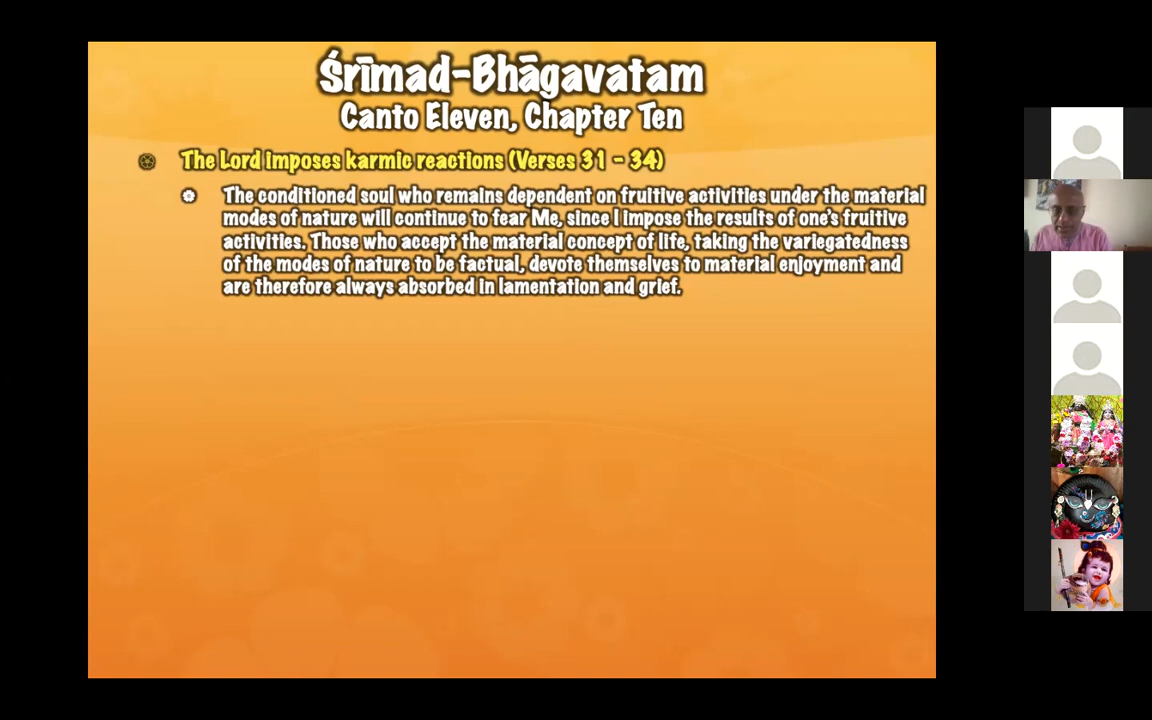 Śrīmad-Bhāgavatam
Canto Eleven, Chapter Ten
The Lord imposes karmic reactions (Verses 31 – 34)
The conditioned soul who remains dependent on fruitive activities under the material
modes of nature will continue to fear Me, since I impose the results of one's fruitive
activities. Those who accept the material concept of life, taking the variegatedness
of the modes of nature to be factual, devote themselves to material enjoyment and
are therefore always absorbed in lamentation and grief.